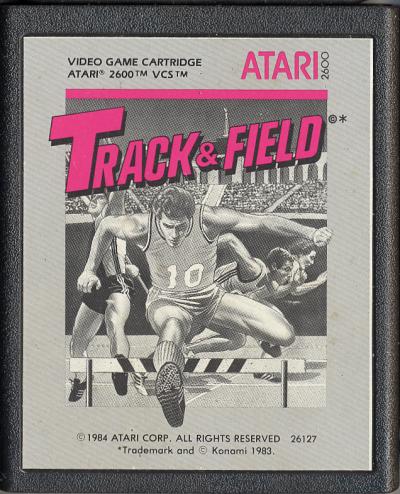 VIDEO GAME CARTRIDGE
ATARI® 2600™ VCS™
ATARI 2600
TRACK & FIELD ©*
10
©1984 ATARI CORP. ALL RIGHTS RESERVED 26127
*Trademark and © Konami 1983.